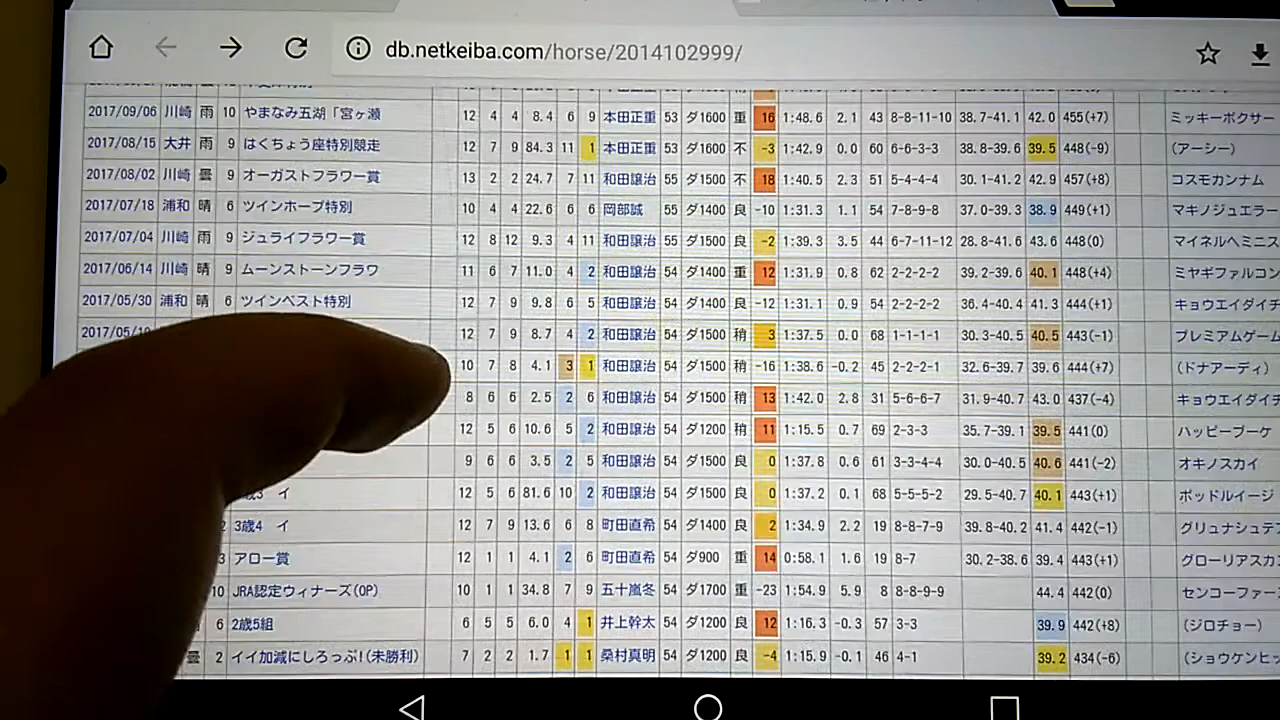 db.netkeiba.com/horse/2014102999/
2017/09/06 川崎 雨 10 やまなみ五湖「宮ヶ瀬 12 4 4 8.4 6 9 本田正重 53 ダ1600 重 16 1:48.6 2.1 43 8-8-11-10 38.7-41.1 42.0 455(+7) ミッキーボクサー
2017/08/15 大井 雨 9 はくちょう座特別競走 12 7 9 84.3 11 1 本田正重 53 ダ1600 不 -3 1:42.9 0.0 60 6-6-3-3 38.8-39.6 39.5 448(-9) (アーシー)
2017/08/02 川崎 曇 9 オーガストフラワー賞 13 2 2 24.7 7 11 和田譲治 55 ダ1500 不 18 1:40.5 2.3 51 5-4-4-4 30.1-41.2 42.9 457(+8) コスモカンナム
2017/07/18 浦和 晴 6 ツインホープ特別 10 4 4 22.6 6 6 岡部誠 55 ダ1400 良 -10 1:31.3 1.1 54 7-8-9-8 37.0-39.3 38.9 449(+1) マキノジュエラー
2017/07/04 川崎 雨 9 ジュライフラワー賞 12 8 12 9.3 4 11 和田譲治 55 ダ1500 良 -2 1:39.3 3.5 44 6-7-11-12 28.8-41.6 43.6 448(0) マイネルヘミニス
2017/06/14 川崎 晴 9 ムーンストーンフラワ 11 6 7 11.0 4 2 和田譲治 54 ダ1400 重 12 1:31.9 0.8 62 2-2-2-2 39.2-39.6 40.1 448(+4) ミヤギファルコン
2017/05/30 浦和 晴 6 ツインベスト特別 12 7 9 9.8 6 5 和田譲治 54 ダ1400 良 -12 1:31.1 0.9 54 2-2-2-2 36.4-40.4 41.3 444(+1) キョウエイダイチ
2017/05/ 12 7 9 8.7 4 2 和田譲治 54 ダ1500 稍 3 1:37.5 0.0 68 1-1-1-1 30.3-40.5 40.5 443(-1) プレミアムゲーム
10 7 8 4.1 3 1 和田譲治 54 ダ1500 稍 -16 1:38.6 -0.2 45 2-2-2-1 32.6-39.7 39.6 444(+7) (ドナアーディ)
8 6 6 2.5 2 6 和田譲治 54 ダ1500 稍 13 1:42.0 2.8 31 5-6-6-7 31.9-40.7 43.0 437(-4) キョウエイダイチ
12 5 6 10.6 5 2 和田譲治 54 ダ1200 稍 11 1:15.5 0.7 69 2-3-3 35.7-39.1 39.5 441(0) ハッピーブーケ
9 6 6 3.5 2 5 和田譲治 54 ダ1500 良 0 1:37.8 0.6 61 3-3-4-4 30.0-40.5 40.6 441(-2) オキノスカイ
歳3 イ 12 5 6 81.6 10 2 和田譲治 54 ダ1500 良 0 1:37.2 0.1 68 5-5-5-2 29.5-40.7 40.1 443(+1) ポッドルイージ
2 3歳4 イ 12 7 9 13.6 6 8 町田直希 54 ダ1400 良 2 1:34.9 2.2 19 8-8-7-9 39.8-40.2 41.4 442(-1) グリュナシュテ
3 アロー賞 12 1 1 4.1 2 6 町田直希 54 ダ900 重 14 0:58.1 1.6 19 8-7 30.2-38.6 39.4 443(+1) グローリアスカ
10 JRA認定ウィナーズ(OP) 10 1 1 34.8 7 9 五十嵐冬 54 ダ1700 重 -23 1:54.9 5.9 8 8-8-9-9 44.4 442(0) センコーファー
6 2歳5組 6 5 5 6.0 4 1 井上幹太 54 ダ1200 重 12 1:16.3 -0.3 57 3-3 39.9 442(+8) (ジロチョー)
曇 2 イイ加減にしろっぷ!(未勝利) 7 2 2 1.7 1 1 桑村真明 54 ダ1200 良 -4 1:15.9 -0.1 46 4-1 39.2 434(-6) (ショウケンヒ